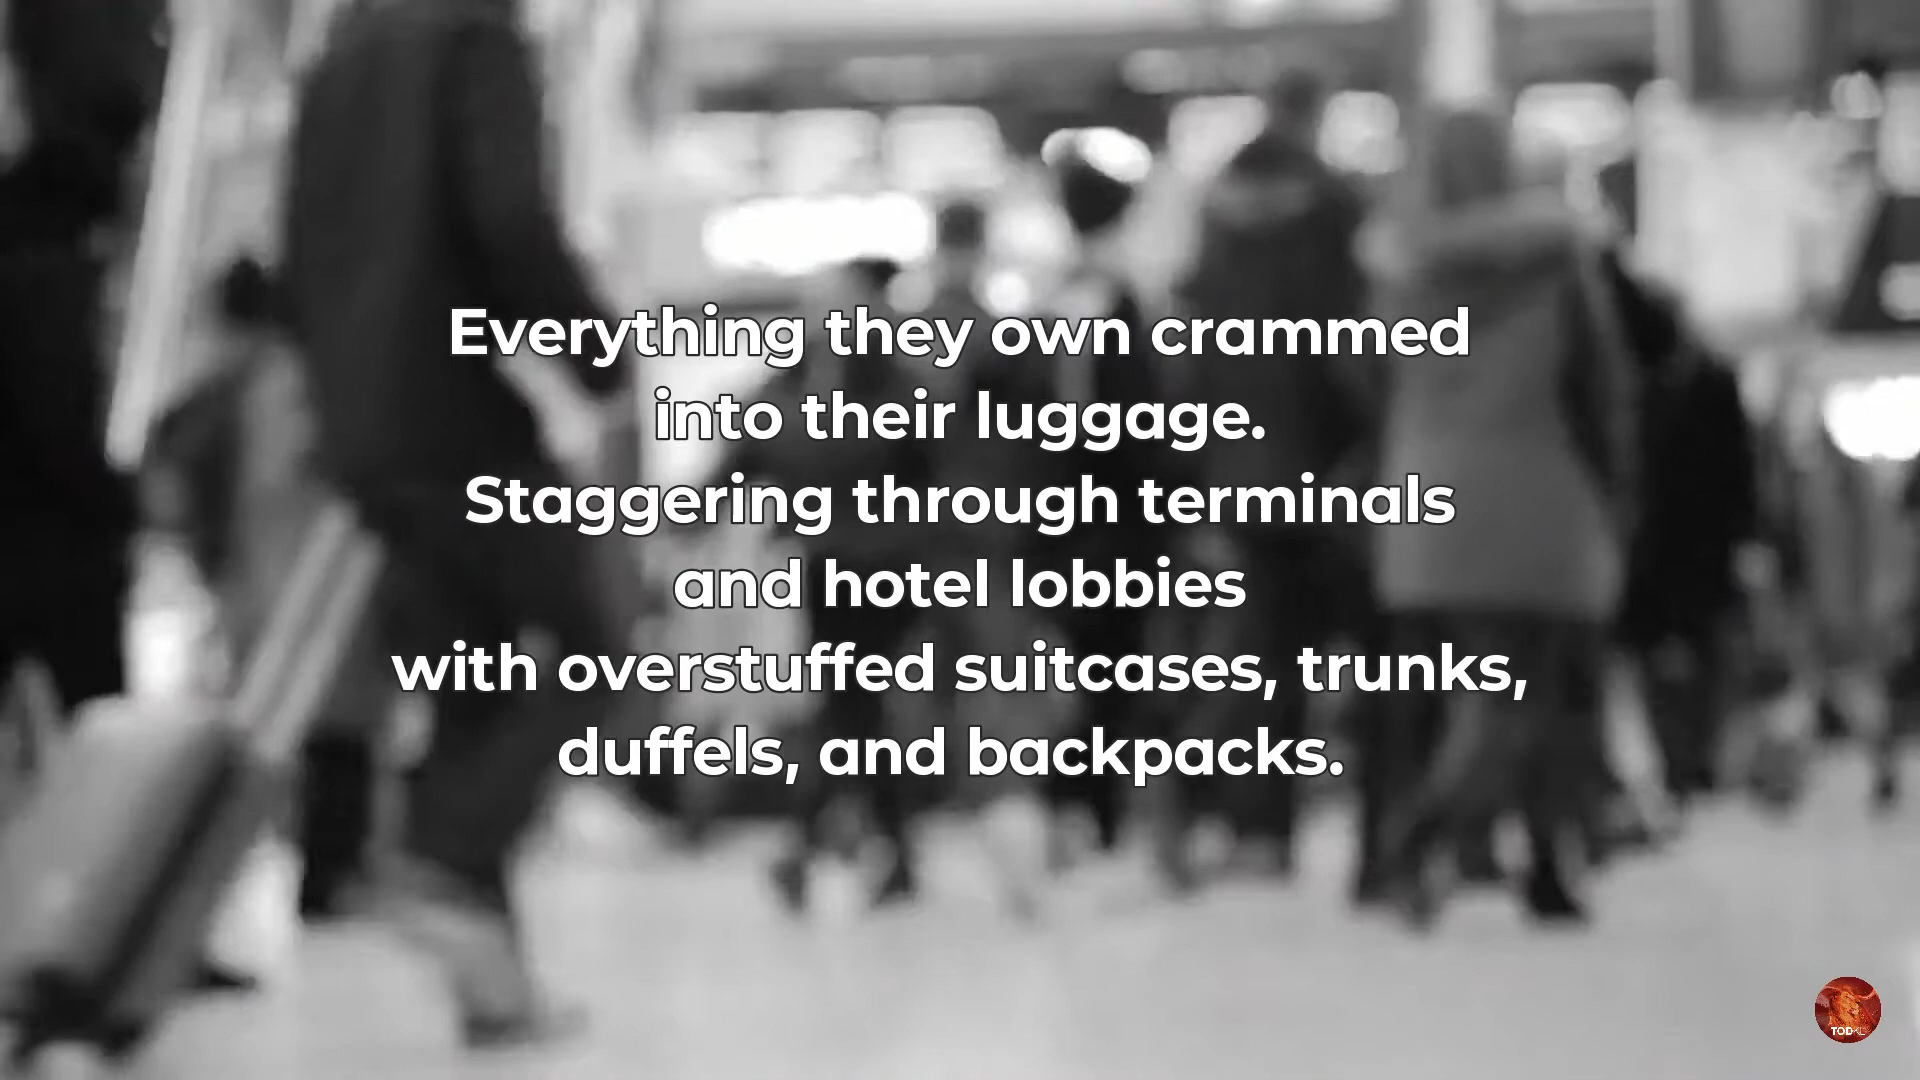 Everything they own crammed
into their luggage.
Staggering through terminals
and hotel lobbies
with overstuffed suitcases, trunks,
duffels, and backpacks.
TOD